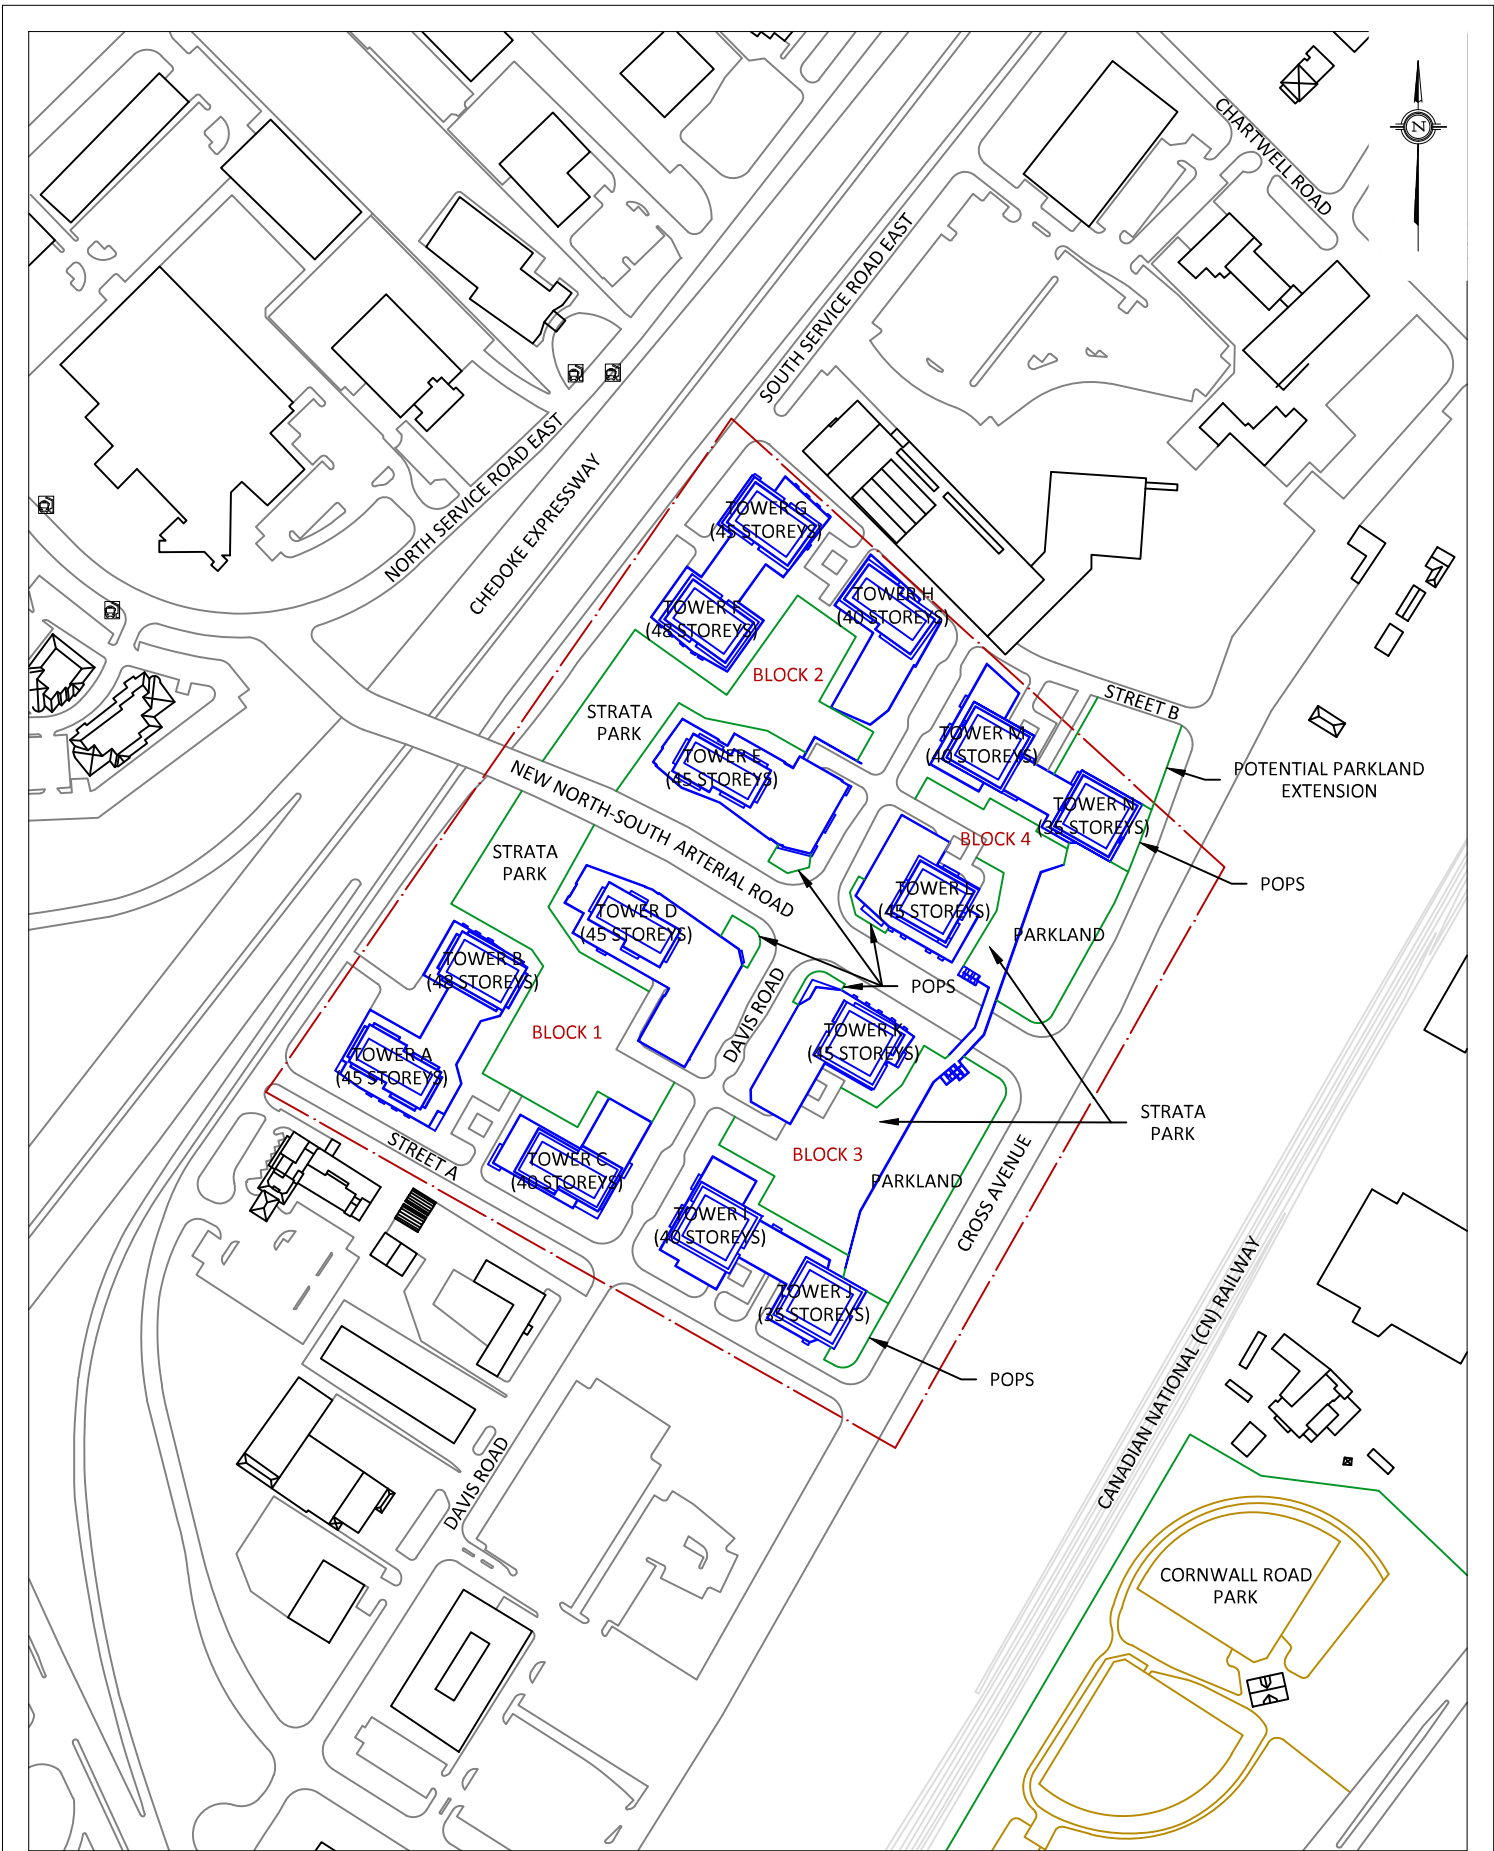 CHARTWELL ROAD
N
SOUTH SERVICE ROAD EAST
NORTH SERVICE ROAD EAST
CHEDOKE EXPRESSWAY
TOWER G
(45 STOREYS)
TOWER H
(40 STOREYS)
TOWER F
(48 STOREYS)
BLOCK 2
STREET B
STRATA
PARK
TOWER M
(40 STOREYS)
TOWER E
(45 STOREYS)
POTENTIAL PARKLAND
EXTENSION
NEW NORTH-SOUTH ARTERIAL ROAD
TOWER N
(35 STOREYS)
BLOCK 4
STRATA
PARK
POPS
TOWER L
(45 STOREYS)
TOWER D
(45 STOREYS)
PARKLAND
TOWER B
(48 STOREYS)
POPS
DAVIS ROAD
BLOCK 1
TOWER K
(45 STOREYS)
TOWER A
(45 STOREYS)
STRATA
PARK
STREET A
BLOCK 3
TOWER C
(40 STOREYS)
PARKLAND
CROSS AVENUE
TOWER I
(40 STOREYS)
TOWER J
(35 STOREYS)
CANADIAN NATIONAL (CN) RAILWAY
POPS
DAVIS ROAD
CORNWALL ROAD
PARK